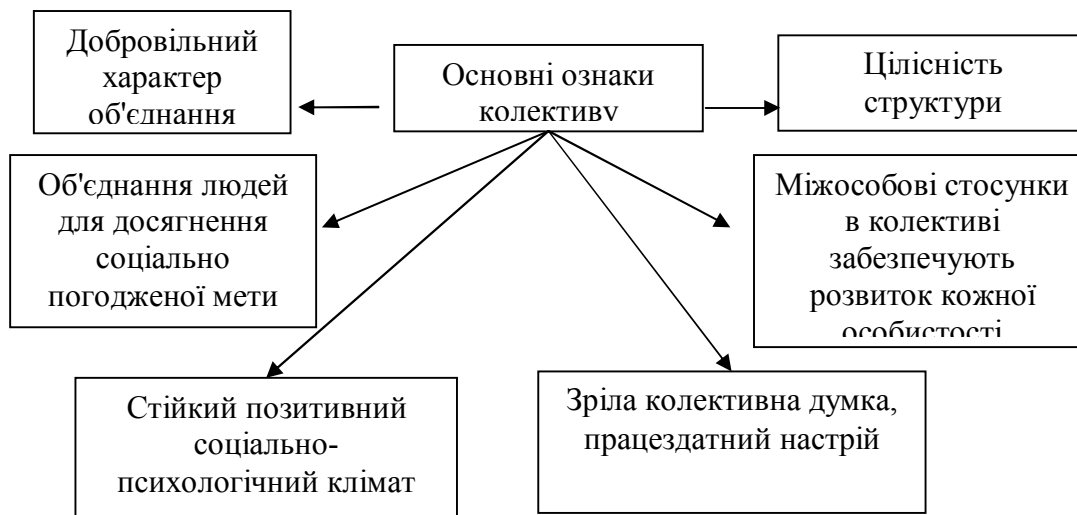 Добровільний
характер
об'єднання
Основні ознаки
колективу
Цілісність
структури
Об'єднання людей
для досягнення
соціально
погодженої мети
Міжособові стосунки
в колективі
забезпечують
розвиток кожної
особистості
Стійкий позитивний
соціально-
психологічний клімат
Зріла колективна думка,
працездатний настрій